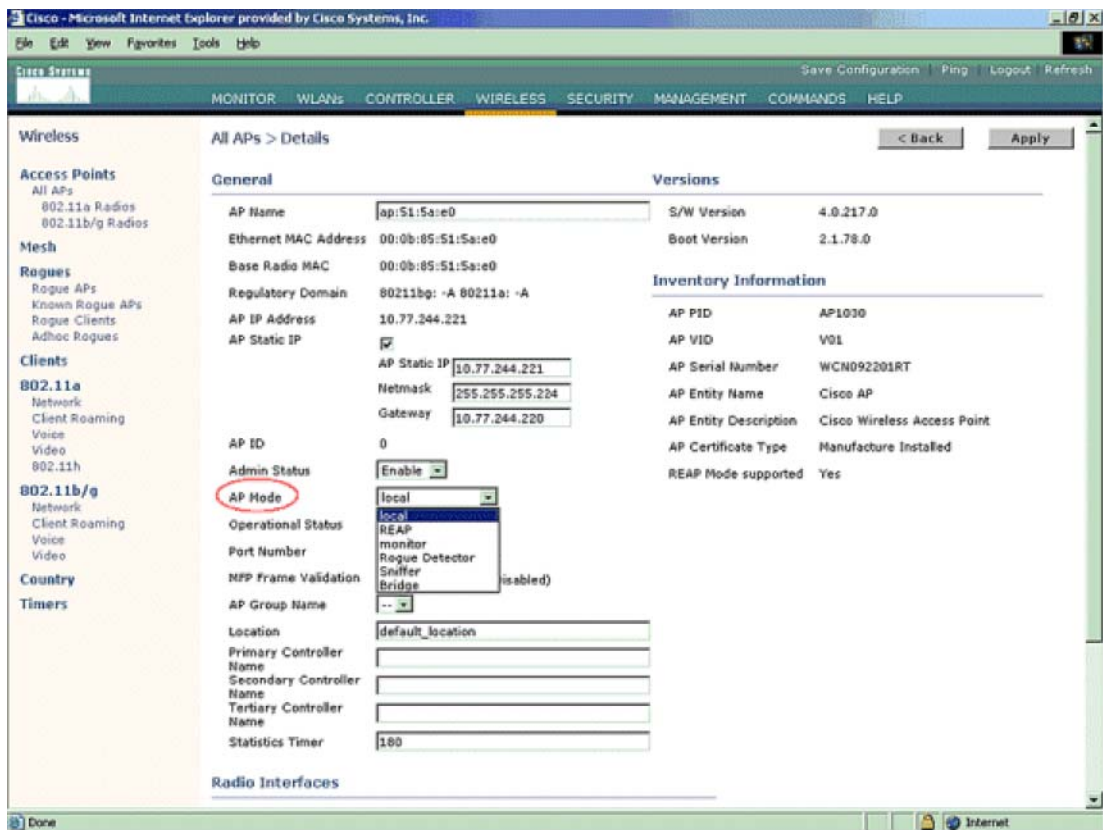 Cisco - Microsoft Internet Explorer provided by Cisco Systems, Inc.
File Edit View Favorites Tools Help
Cisco Systems
Save Configuration Ping Logout Refresh
MONITOR WLANs CONTROLLER WIRELESS SECURITY MANAGEMENT COMMANDS HELP
Wireless
Access Points
All APs
802.11a Radios
802.11b/g Radios
Mesh
Rogues
Rogue APs
Known Rogue APs
Rogue Clients
Adhoc Rogues
Clients
802.11a
Network
Client Roaming
Voice
Video
802.11h
802.11b/g
Network
Client Roaming
Voice
Video
Country
Timers
All APs > Details
< Back Apply
General
AP Name ap:51:5a:e0
Ethernet MAC Address 00:0b:85:51:5a:e0
Base Radio MAC 00:0b:85:51:5a:e0
Regulatory Domain 80211bg: -A 80211a: -A
AP IP Address 10.77.244.221
AP Static IP
AP Static IP 10.77.244.221
Netmask 255.255.255.224
Gateway 10.77.244.220
AP ID 0
Admin Status Enable
AP Mode local
local
REAP
monitor
Rogue Detector
Sniffer
Bridge
Operational Status
Port Number
MFP Frame Validation isabled)
AP Group Name --
Location default_location
Primary Controller
Name
Secondary Controller
Name
Tertiary Controller
Name
Statistics Timer 180
Radio Interfaces
Versions
S/W Version 4.0.217.0
Boot Version 2.1.78.0
Inventory Information
AP PID AP1030
AP VID V01
AP Serial Number WCN092201RT
AP Entity Name Cisco AP
AP Entity Description Cisco Wireless Access Point
AP Certificate Type Manufacture Installed
REAP Mode supported Yes
Done Internet